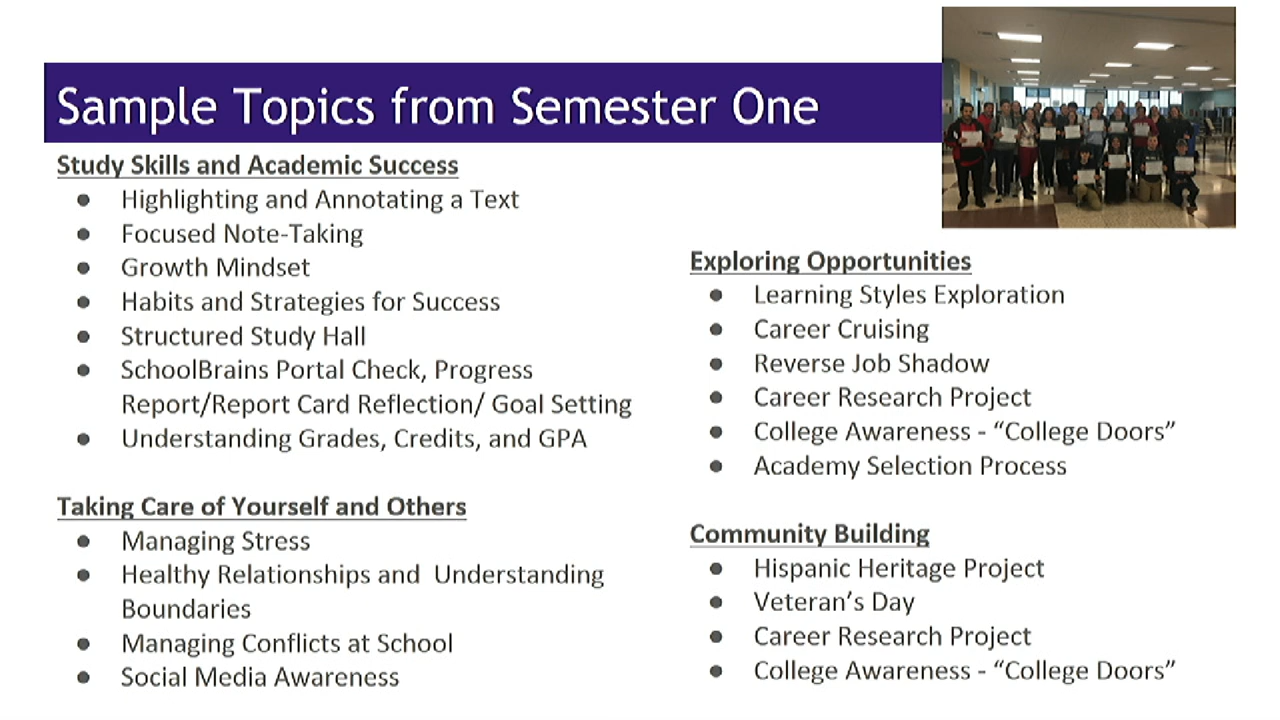 Sample Topics from Semester One
Study Skills and Academic Success
● Highlighting and Annotating a Text
● Focused Note-Taking
● Growth Mindset
● Habits and Strategies for Success
● Structured Study Hall
● SchoolBrains Portal Check, Progress
Report/Report Card Reflection/ Goal Setting
● Understanding Grades, Credits, and GPA
Taking Care of Yourself and Others
● Managing Stress
● Healthy Relationships and  Understanding
Boundaries
● Managing Conflicts at School
● Social Media Awareness
Exploring Opportunities
● Learning Styles Exploration
● Career Cruising
● Reverse Job Shadow
● Career Research Project
● College Awareness - “College Doors”
● Academy Selection Process
Community Building
● Hispanic Heritage Project
● Veteran’s Day
● Career Research Project
● College Awareness - “College Doors”